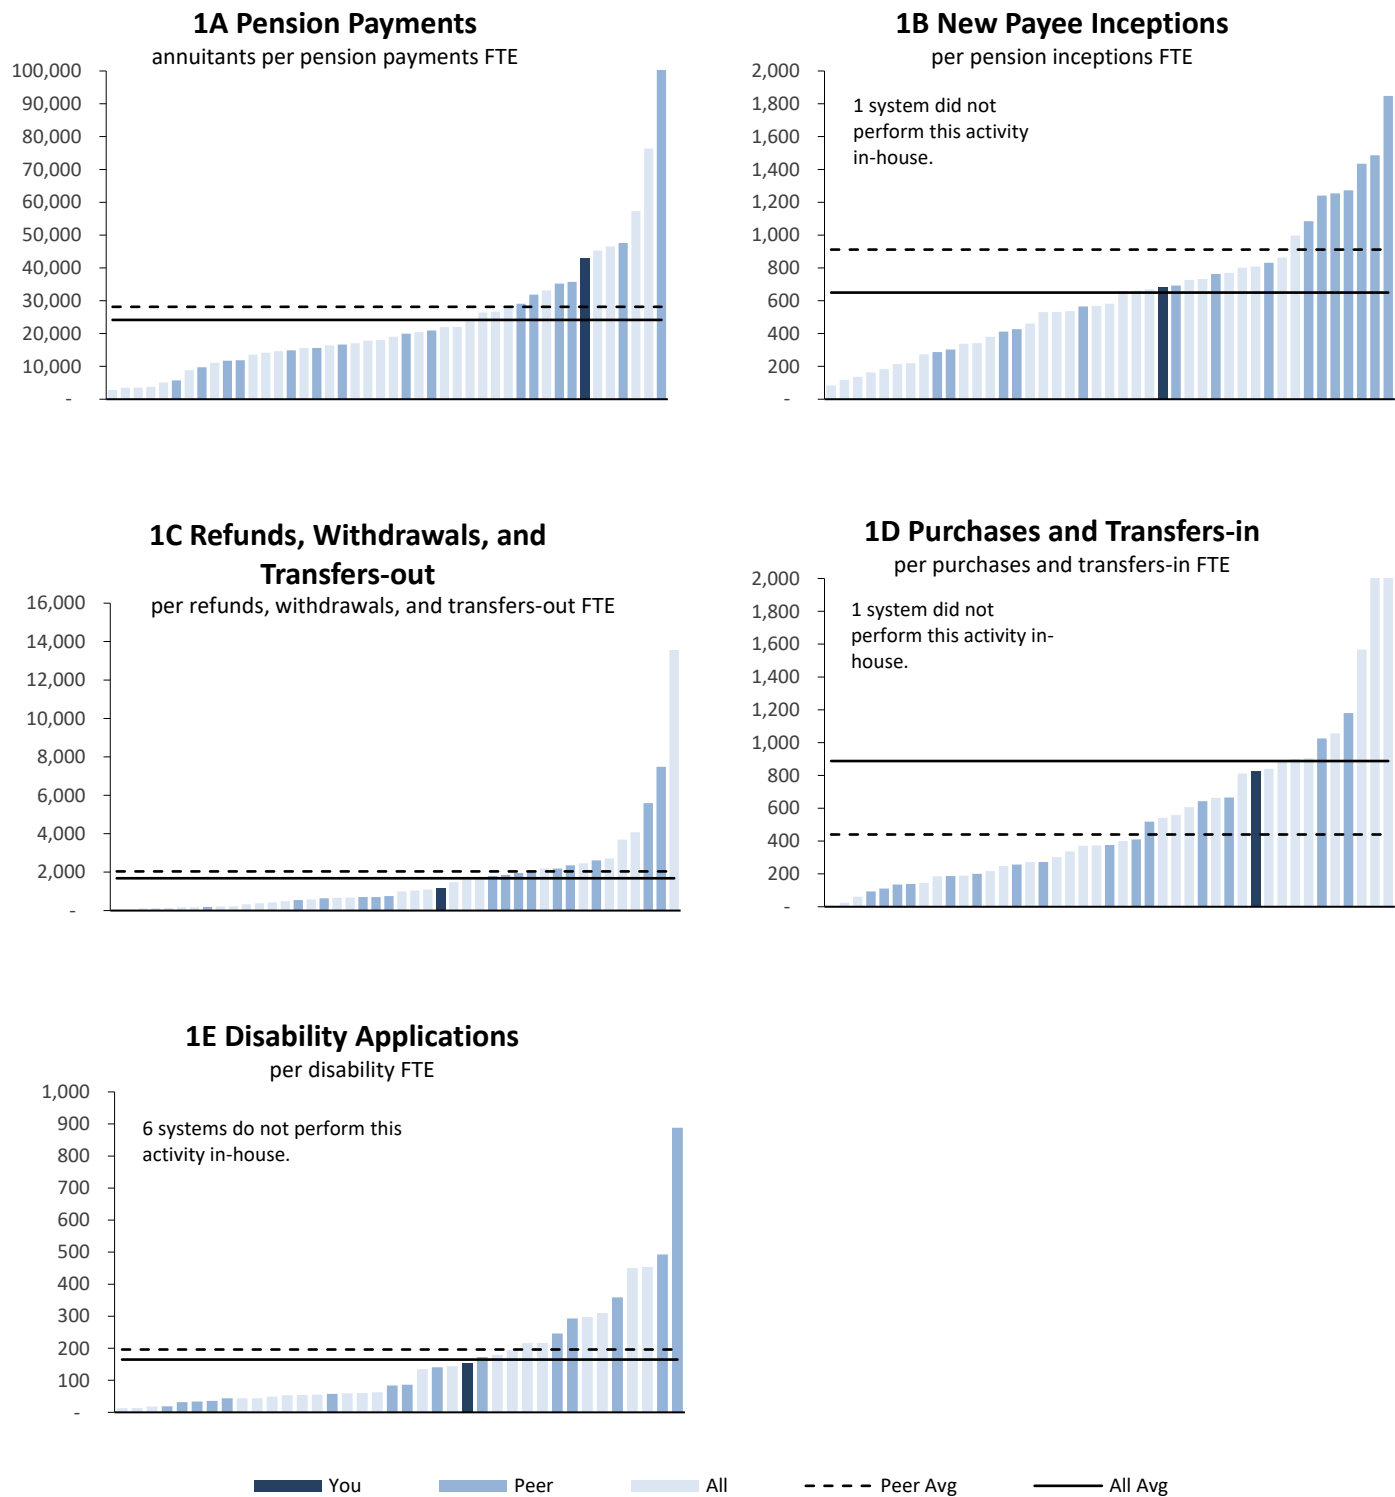 1A Pension Payments
annuitants per pension payments FTE
100,000
90,000
80,000
70,000
60,000
50,000
40,000
30,000
20,000
10,000
-
1B New Payee Inceptions
per pension inceptions FTE
2,000
1,800
1,600
1,400
1,200
1,000
800
600
400
200
-
1 system did not
perform this activity
in-house.
1C Refunds, Withdrawals, and
Transfers-out
per refunds, withdrawals, and transfers-out FTE
16,000
14,000
12,000
10,000
8,000
6,000
4,000
2,000
-
1D Purchases and Transfers-in
per purchases and transfers-in FTE
2,000
1,800
1,600
1,400
1,200
1,000
800
600
400
200
-
1 system did not
perform this activity in-
house.
1E Disability Applications
per disability FTE
1,000
900
800
700
600
500
400
300
200
100
-
6 systems do not perform this
activity in-house.
You Peer All Peer Avg All Avg